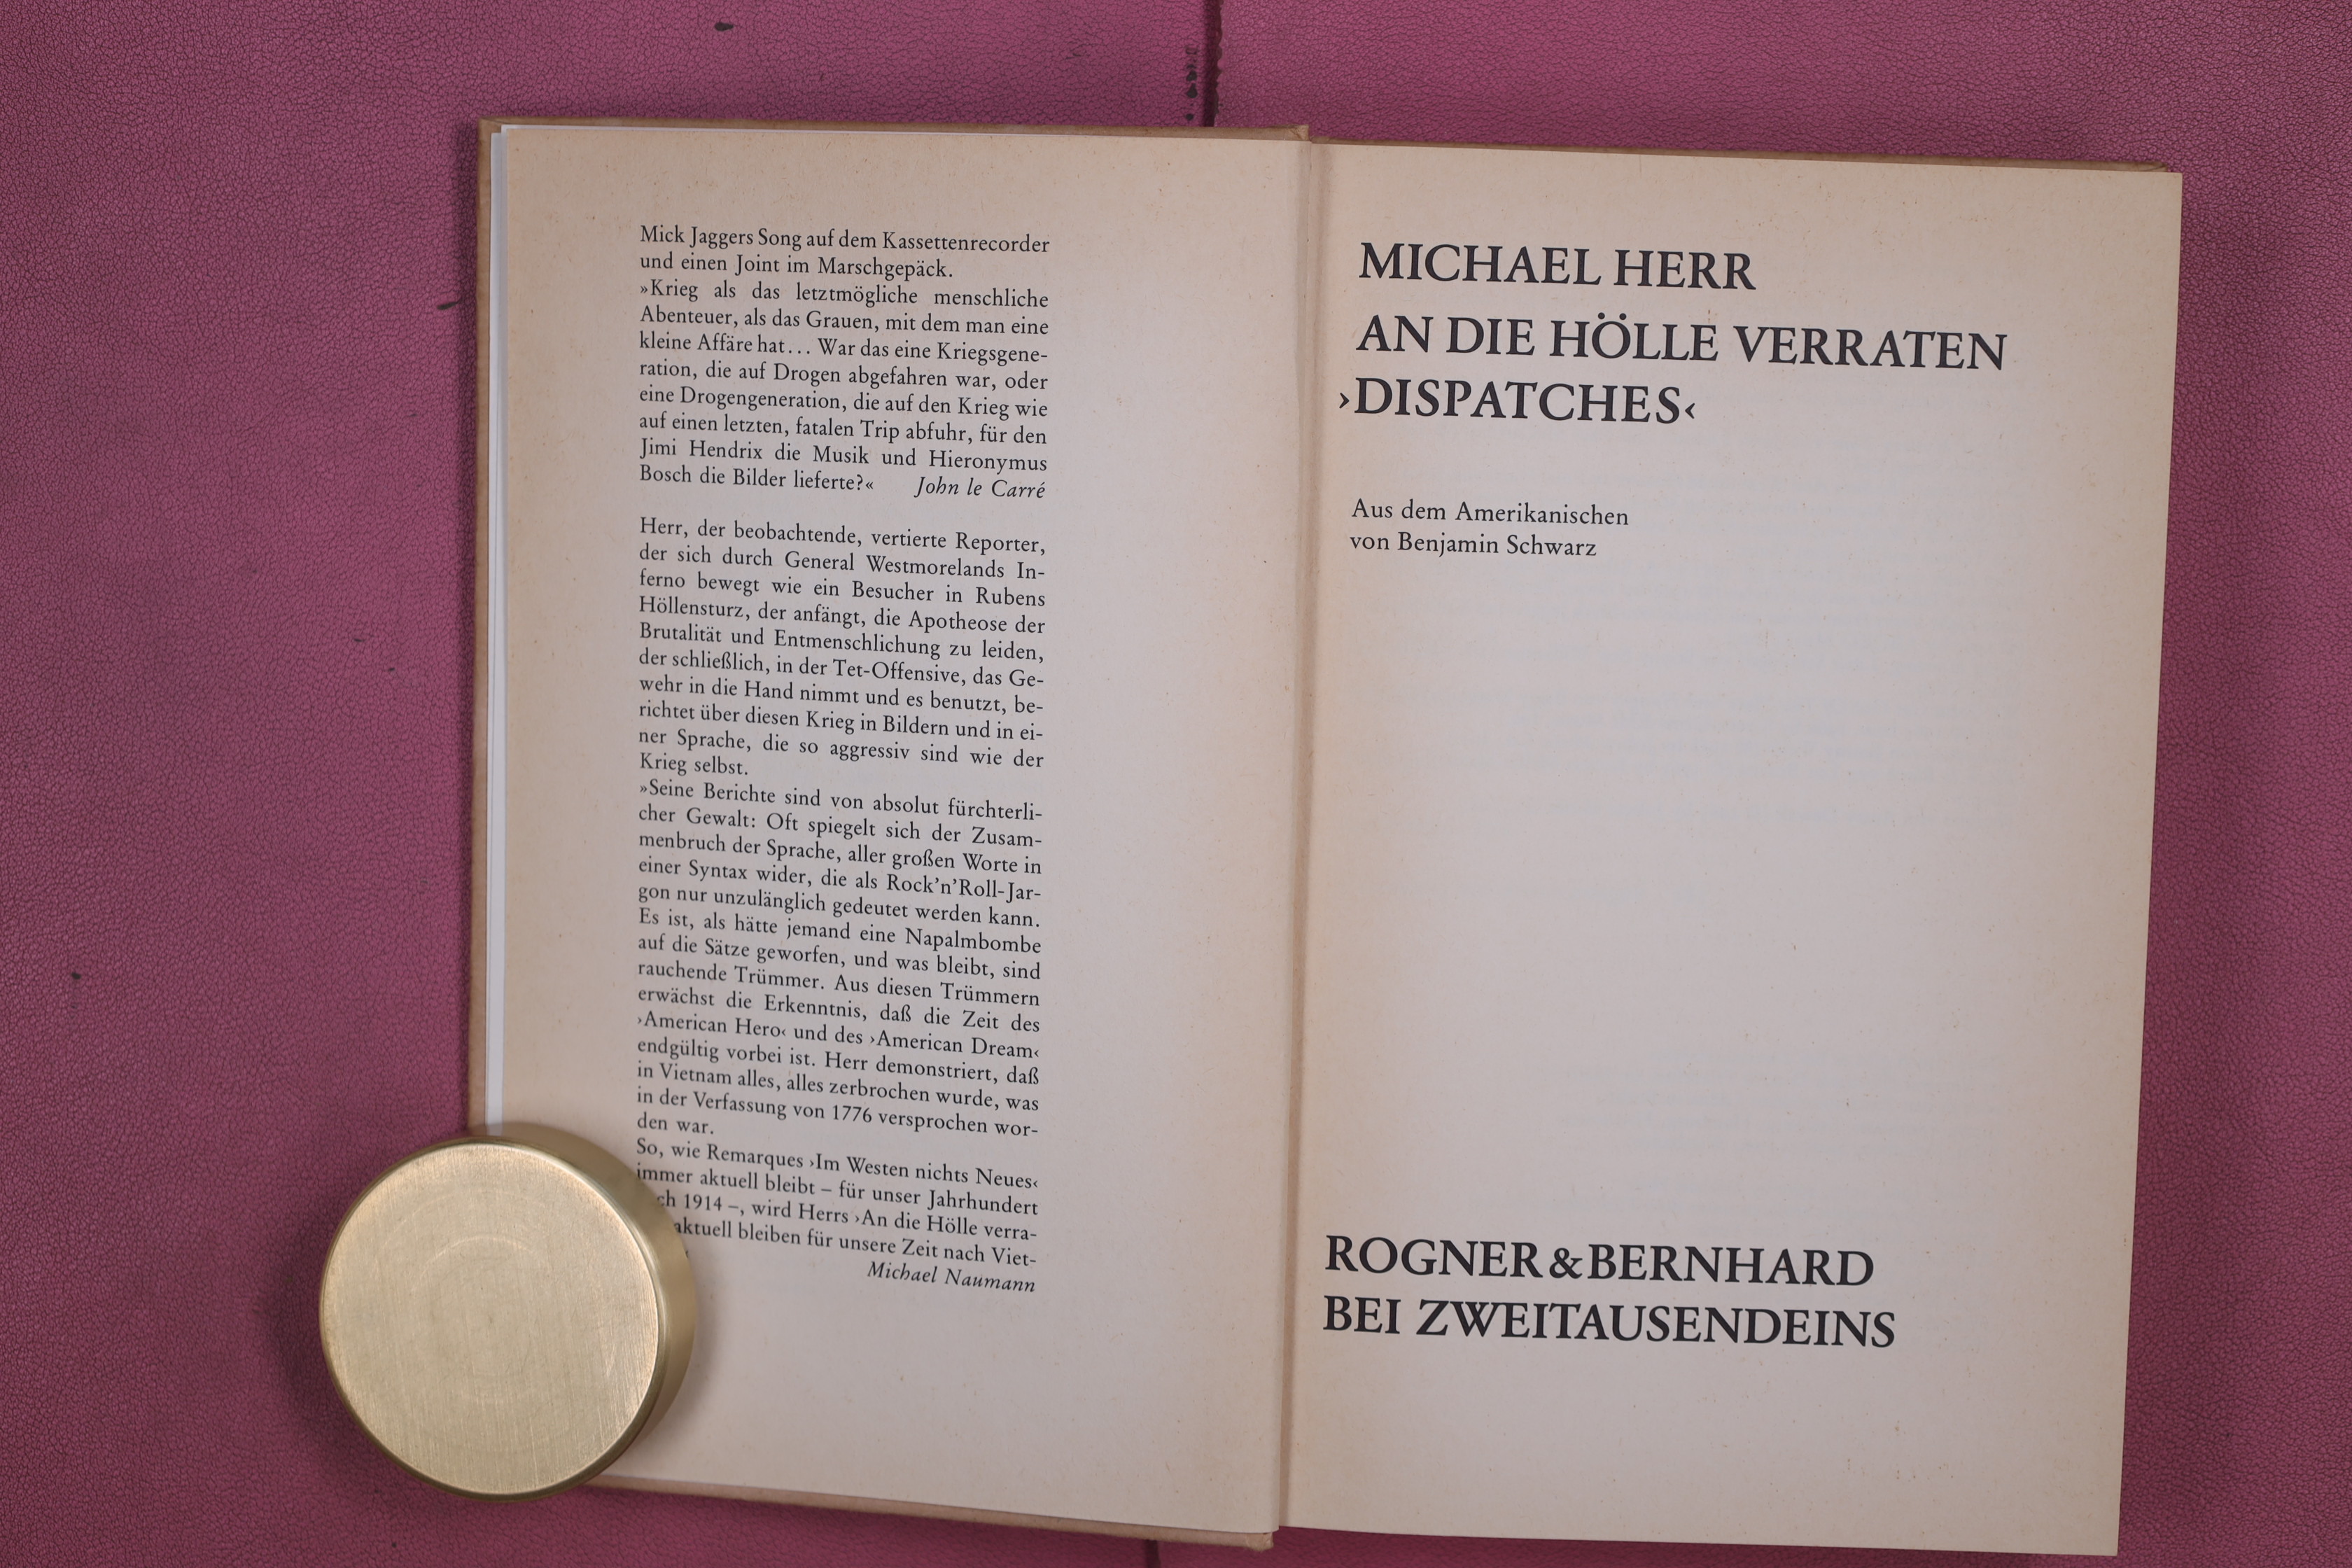 Mick Jaggers Song auf dem Kassettenrecorder
und einen Joint im Marschgepäck.
»Krieg als das letztmögliche menschliche
Abenteuer, als das Grauen, mit dem man eine
kleine Affäre hat... War das eine Kriegsgene-
ration, die auf Drogen abgefahren war, oder
eine Drogengeneration, die auf den Krieg wie
auf einen letzten, fatalen Trip abfuhr, für den
Jimi Hendrix die Musik und Hieronymus
Bosch die Bilder lieferte?« John le Carré
Herr, der beobachtende, vertierte Reporter,
der sich durch General Westmorelands In-
ferno bewegt wie ein Besucher in Rubens
Höllensturz, der anfängt, die Apotheose der
Brutalität und Entmenschlichung zu leiden,
der schließlich, in der Tet-Offensive, das Ge-
wehr in die Hand nimmt und es benutzt, be-
richtet über diesen Krieg in Bildern und in ei-
ner Sprache, die so aggressiv sind wie der
Krieg selbst.
»Seine Berichte sind von absolut fürchterli-
cher Gewalt: Oft spiegelt sich der Zusam-
menbruch der Sprache, aller großen Worte in
einer Syntax wider, die als Rock’n’Roll-Jar-
gon nur unzulänglich gedeutet werden kann.
Es ist, als hätte jemand eine Napalmbombe
auf die Sätze geworfen, und was bleibt, sind
rauchende Trümmer. Aus diesen Trümmern
erwächst die Erkenntnis, daß die Zeit des
›American Hero‹ und des ›American Dream‹
endgültig vorbei ist. Herr demonstriert, daß
in Vietnam alles, alles zerbrochen wurde, was
in der Verfassung von 1776 versprochen wor-
den war.
So, wie Remarques ›Im Westen nichts Neues‹
immer aktuell bleibt – für unser Jahrhundert
1914 –, wird Herrs ›An die Hölle verra-
aktuell bleiben für unsere Zeit nach Viet-
Michael Naumann
MICHAEL HERR
AN DIE HÖLLE VERRATEN
›DISPATCHES‹
Aus dem Amerikanischen
von Benjamin Schwarz
ROGNER & BERNHARD
BEI ZWEITAUSENDEINS